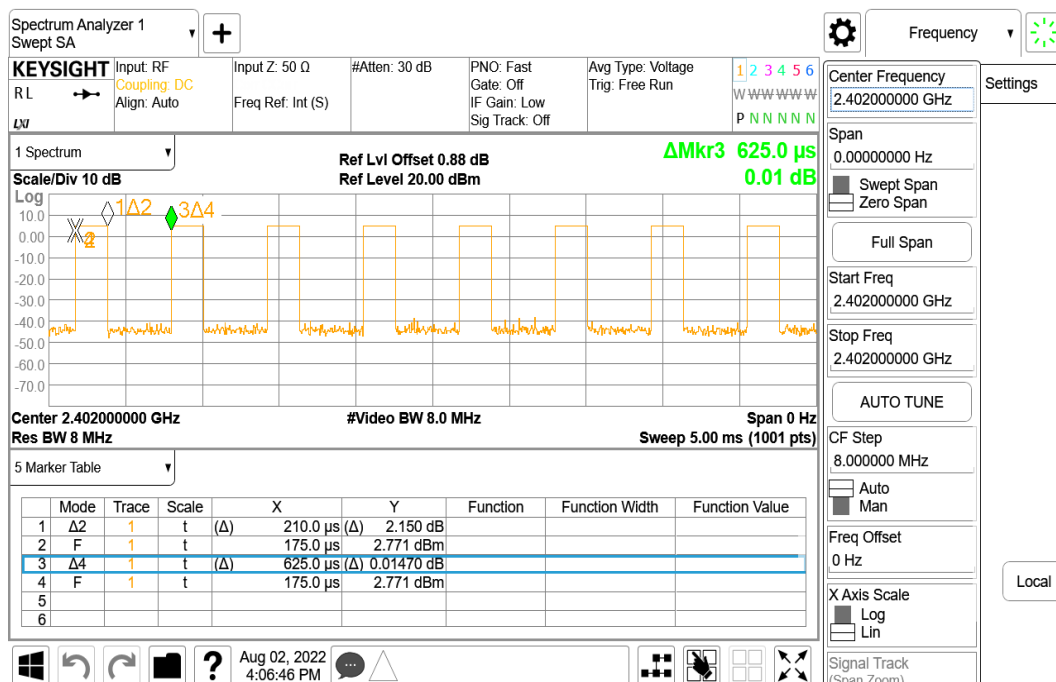 Spectrum Analyzer 1
Swept SA
+
Frequency
KEYSIGHT
RL
LXI
Input: RF
Coupling: DC
Align: Auto
Input Z: 50 Ω
Freq Ref: Int (S)
#Atten: 30 dB
PNO: Fast
Gate: Off
IF Gain: Low
Sig Track: Off
Avg Type: Voltage
Trig: Free Run
1 2 3 4 5 6
W W W W W W
P N N N N N
1 Spectrum
Scale/Div 10 dB
Ref Lvl Offset 0.88 dB
Ref Level 20.00 dBm
ΔMkr3 625.0 µs
0.01 dB
Log
10.0
0.00
-10.0
-20.0
-30.0
-40.0
-50.0
-60.0
-70.0
1Δ2
3Δ4
Center 2.402000000 GHz
#Video BW 8.0 MHz
Span 0 Hz
Res BW 8 MHz
Sweep 5.00 ms (1001 pts)
5 Marker Table
Mode Trace Scale X Y Function Function Width Function Value
1 Δ2 1 t (Δ) 210.0 µs (Δ) 2.150 dB
2 F 1 t 175.0 µs 2.771 dBm
3 Δ4 1 t (Δ) 625.0 µs (Δ) 0.01470 dB
4 F 1 t 175.0 µs 2.771 dBm
5
6
?
Aug 02, 2022
4:06:46 PM
Center Frequency
2.402000000 GHz
Span
0.00000000 Hz
Swept Span
Zero Span
Full Span
Start Freq
2.402000000 GHz
Stop Freq
2.402000000 GHz
AUTO TUNE
CF Step
8.000000 MHz
Auto
Man
Freq Offset
0 Hz
X Axis Scale
Log
Lin
Signal Track
(Span Zoom)
Settings
Local